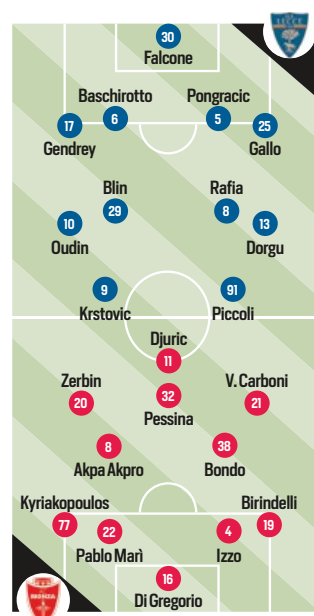 LECCE
30
Falcone
Baschirotto Pongracic
6 5
17 25
Gendrey Gallo
Blin Rafia
29 8
10 13
Oudin Dorgu
9 91
Krstovic Piccoli
Djuric
11
Zerbin V. Carboni
20 32 21
Pessina
8 38
Akpa Akpro Bondo
Kyriakopoulos Birindelli
77 22 4 19
Pablo Marì Izzo
16
Di Gregorio
MONZA